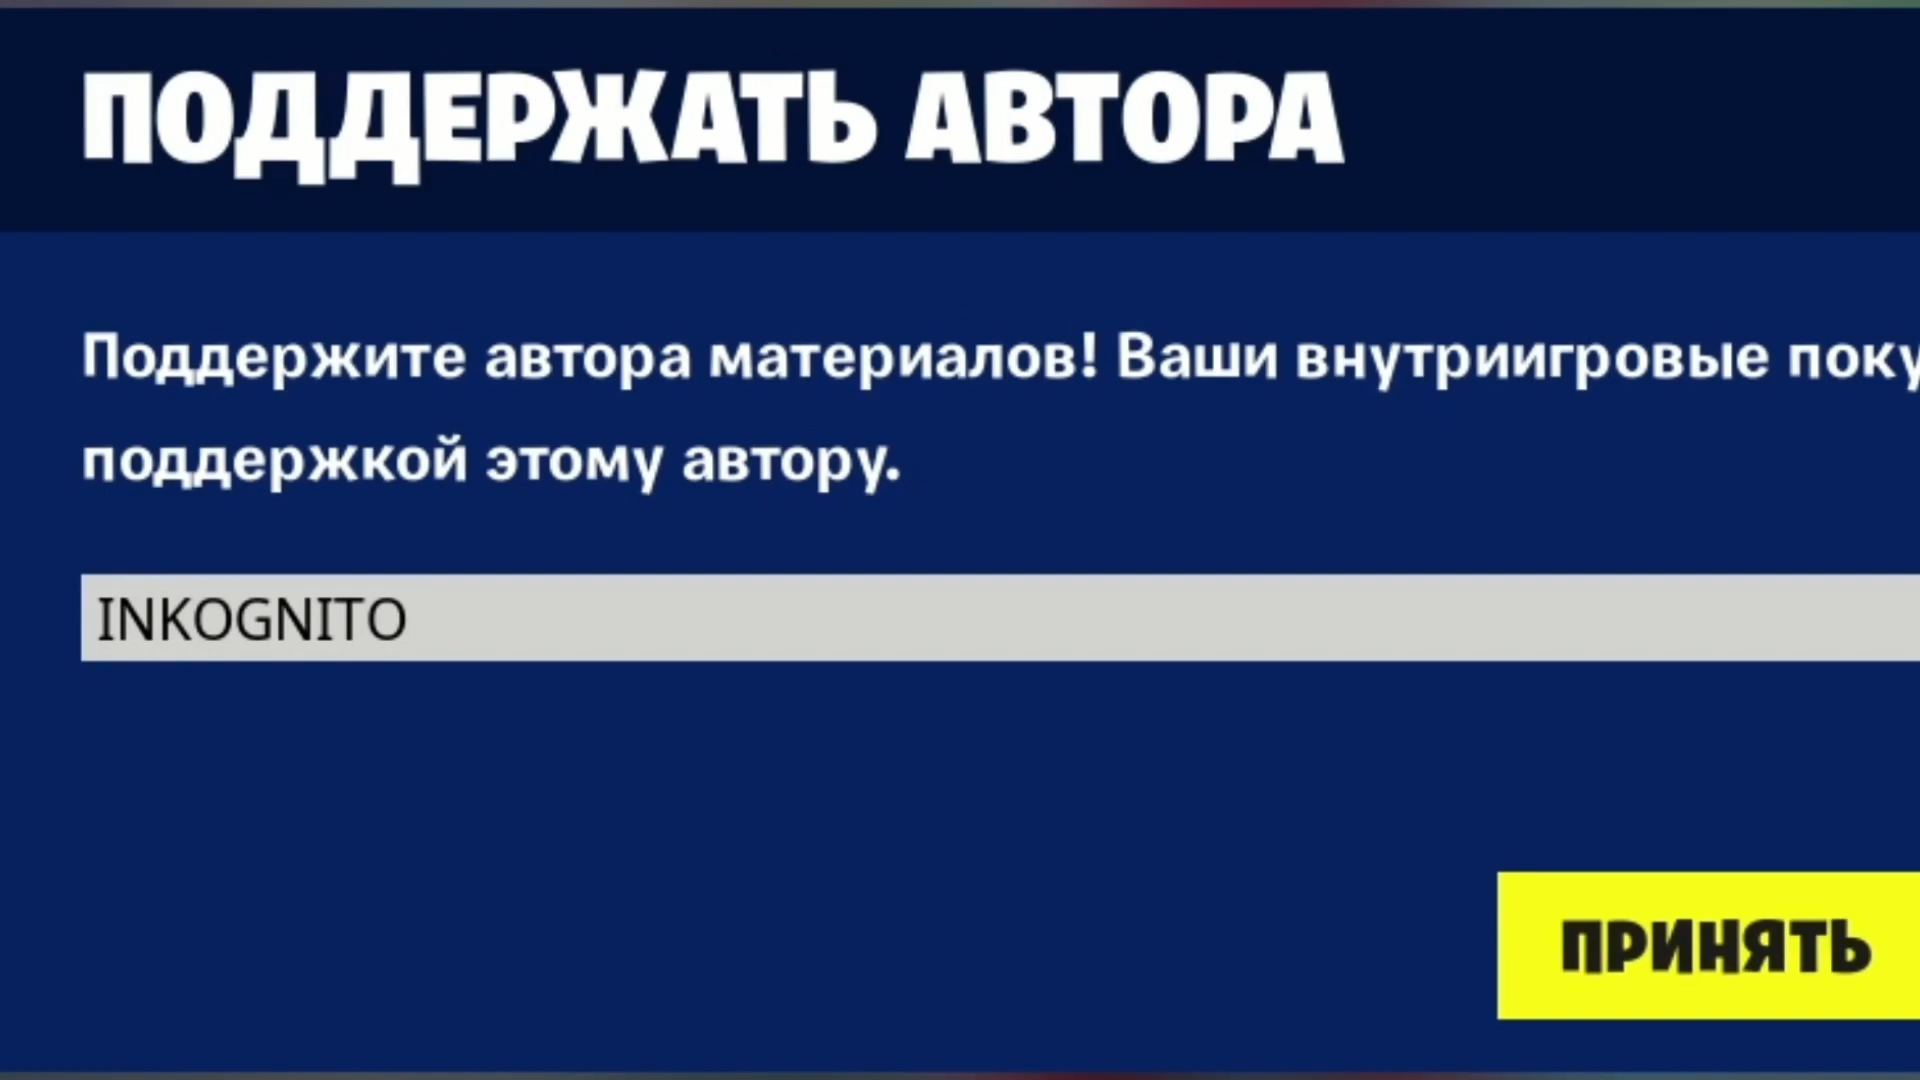 ПОДДЕРЖАТЬ АВТОРА
Поддержите автора материалов! Ваши внутриигровые поку
поддержкой этому автору.
INKOGNITO
ПРИНЯТЬ